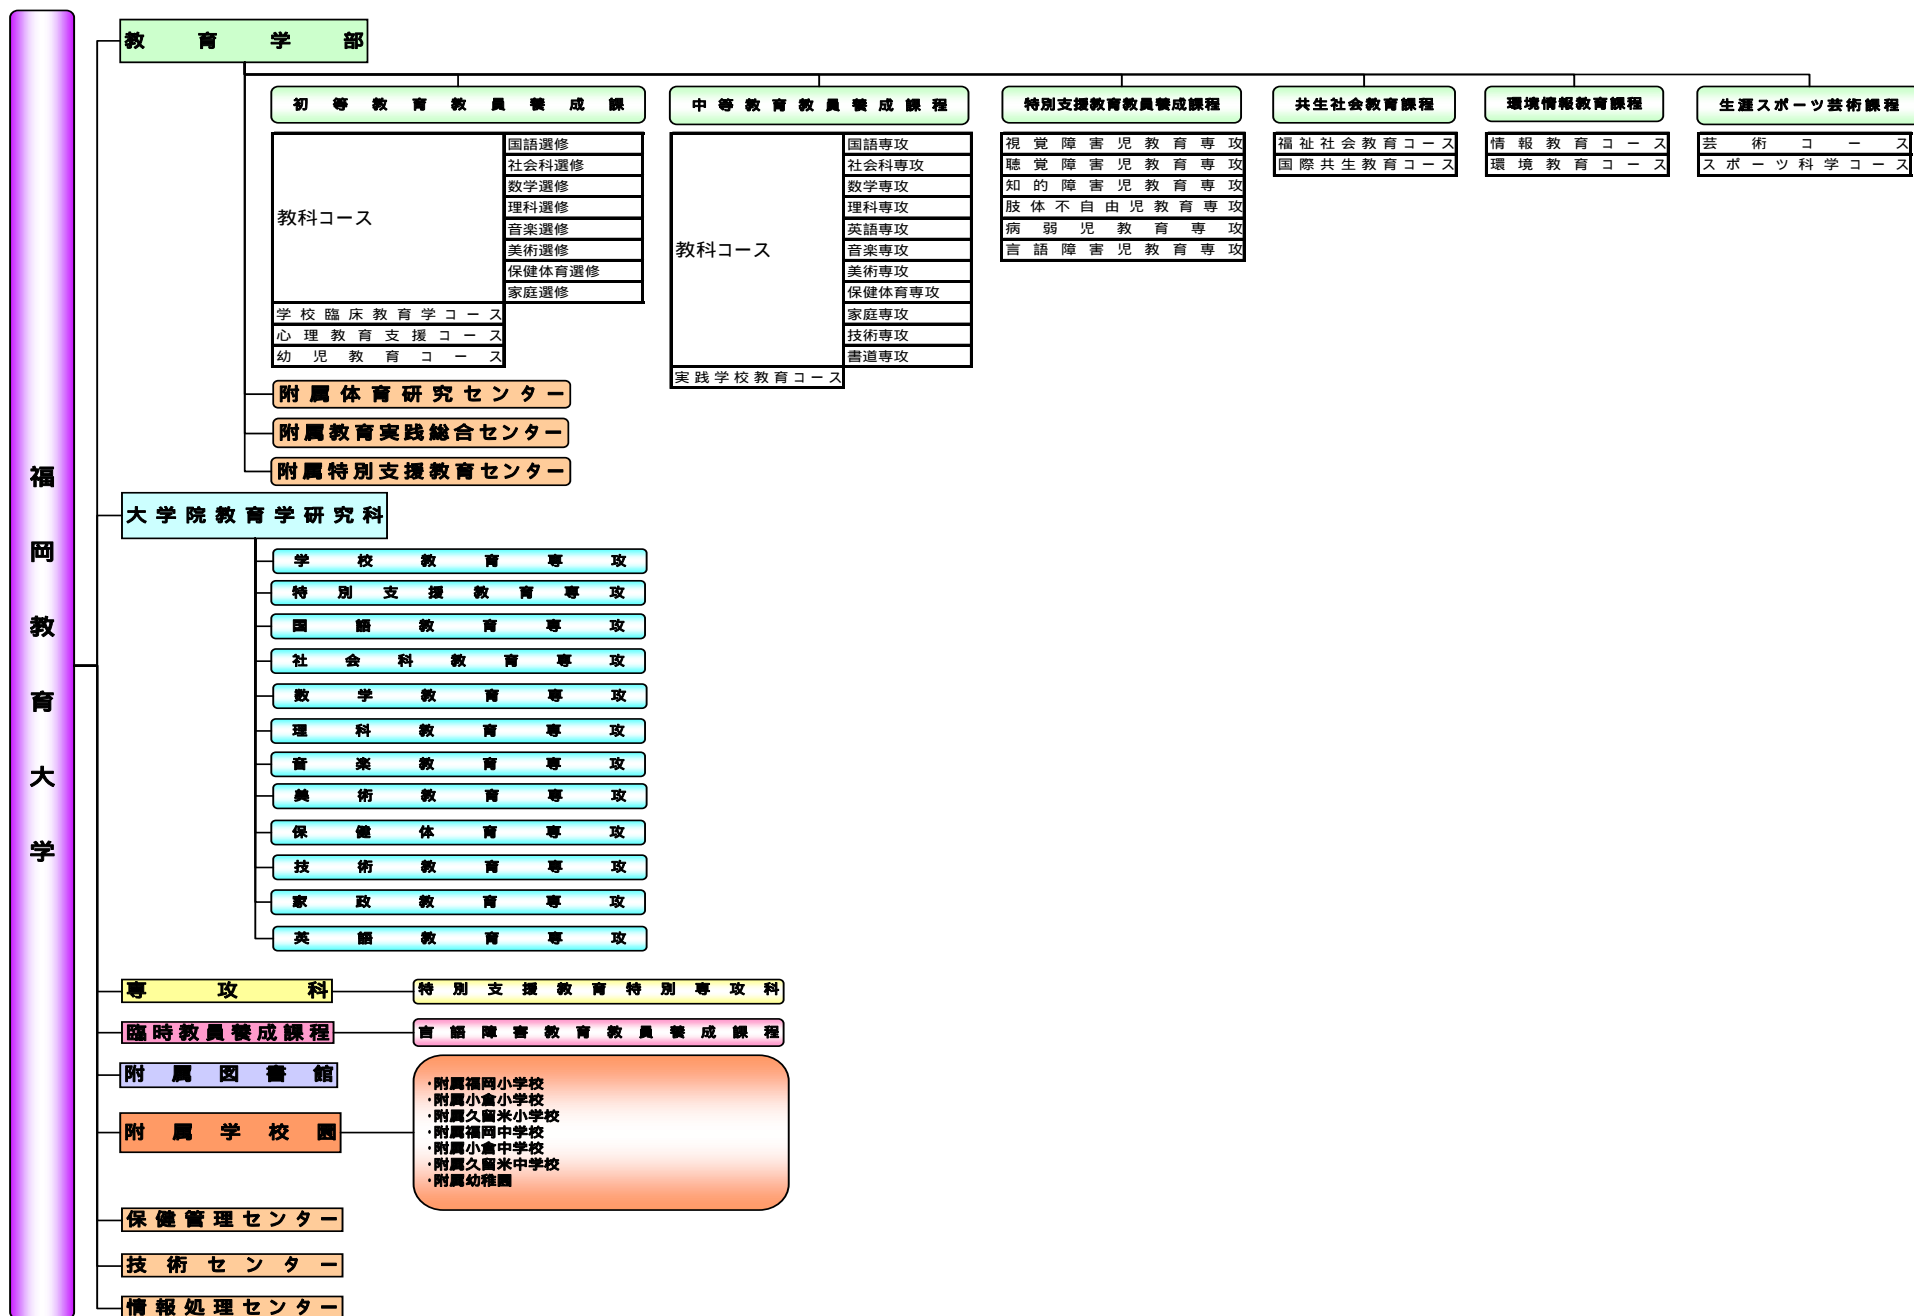 福岡教育大学
教育学部
初等教育教員養成課
教科コース
国語選修
社会科選修
数学選修
理科選修
音楽選修
美術選修
保健体育選修
家庭選修
学校臨床教育学コース
心理教育支援コース
幼児教育コース
中等教育教員養成課程
教科コース
国語専攻
社会科専攻
数学専攻
理科専攻
英語専攻
音楽専攻
美術専攻
保健体育専攻
家庭専攻
技術専攻
書道専攻
実践学校教育コース
特別支援教育教員養成課程
視覚障害児教育専攻
聴覚障害児教育専攻
知的障害児教育専攻
肢体不自由児教育専攻
病弱児教育専攻
言語障害児教育専攻
共生社会教育課程
福祉社会教育コース
国際共生教育コース
環境情報教育課程
情報教育コース
環境教育コース
生涯スポーツ芸術課程
芸術コース
スポーツ科学コース
附属体育研究センター
附属教育実践総合センター
附属特別支援教育センター
大学院教育学研究科
学校教育専攻
特別支援教育専攻
国語教育専攻
社会科教育専攻
数学教育専攻
理科教育専攻
音楽教育専攻
美術教育専攻
保健体育専攻
技術教育専攻
家政教育専攻
英語教育専攻
専攻科
特別支援教育特別専攻科
臨時教員養成課程
言語障害教育教員養成課程
附属図書館
附属学校園
・附属福岡小学校
・附属小倉小学校
・附属久留米小学校
・附属福岡中学校
・附属小倉中学校
・附属久留米中学校
・附属幼稚園
保健管理センター
技術センター
情報処理センター